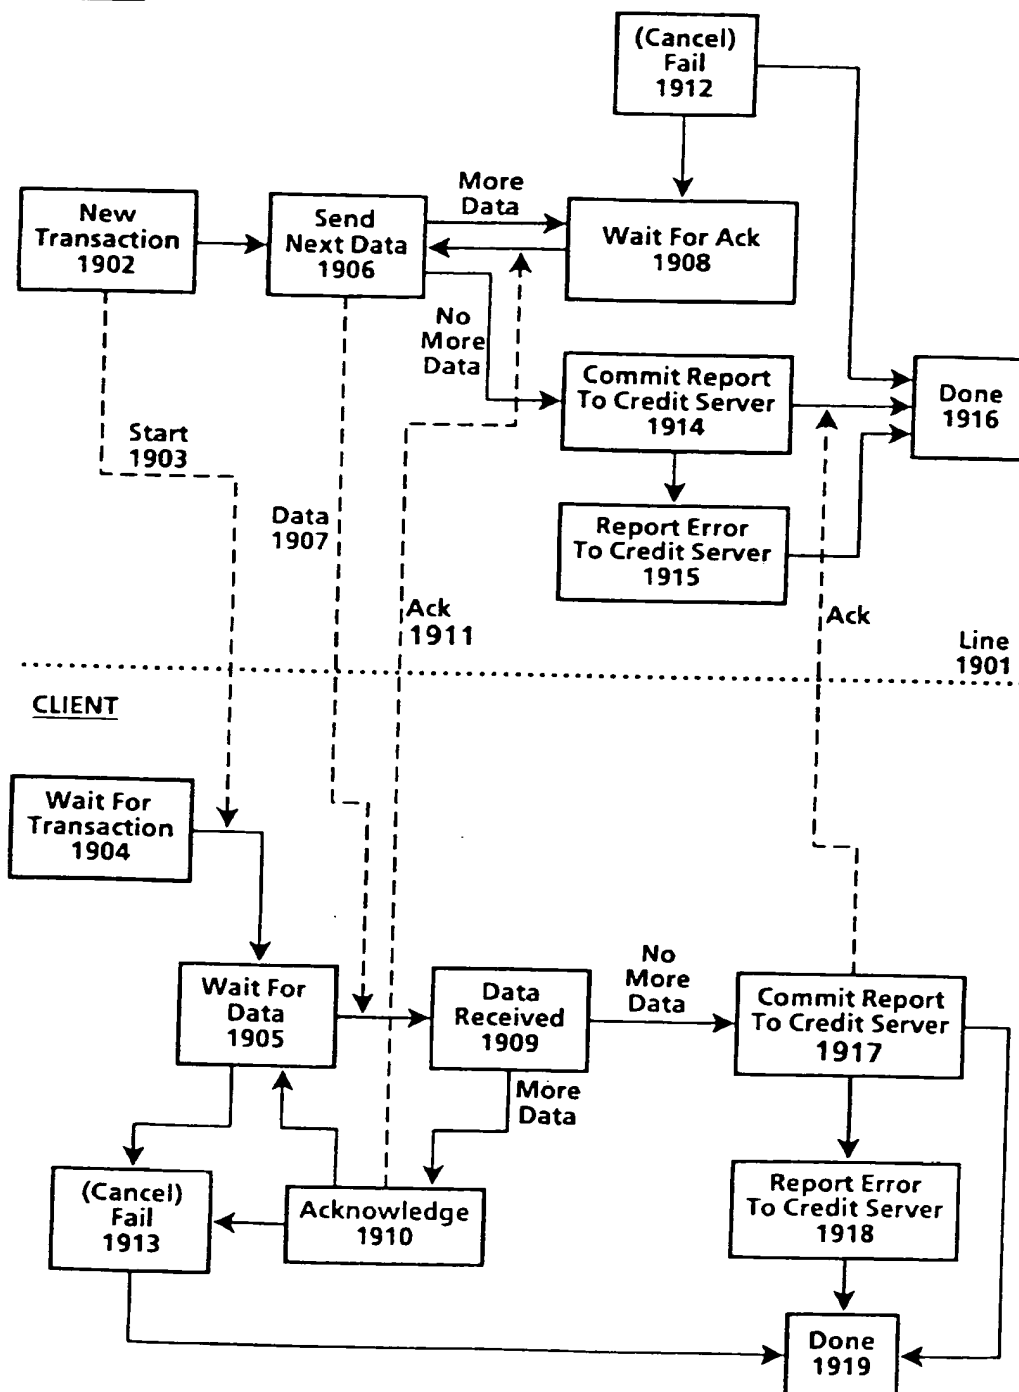 (Cancel)
Fail
1912
New
Transaction
1902
Send
Next Data
1906
More
Data
Wait For Ack
1908
No
More
Data
Commit Report
To Credit Server
1914
Done
1916
Start
1903
Data
1907
Report Error
To Credit Server
1915
Ack
1911
Ack
Line
1901
CLIENT
Wait For
Transaction
1904
Wait For
Data
1905
Data
Received
1909
No
More
Data
Commit Report
To Credit Server
1917
More
Data
(Cancel)
Fail
1913
Acknowledge
1910
Report Error
To Credit Server
1918
Done
1919